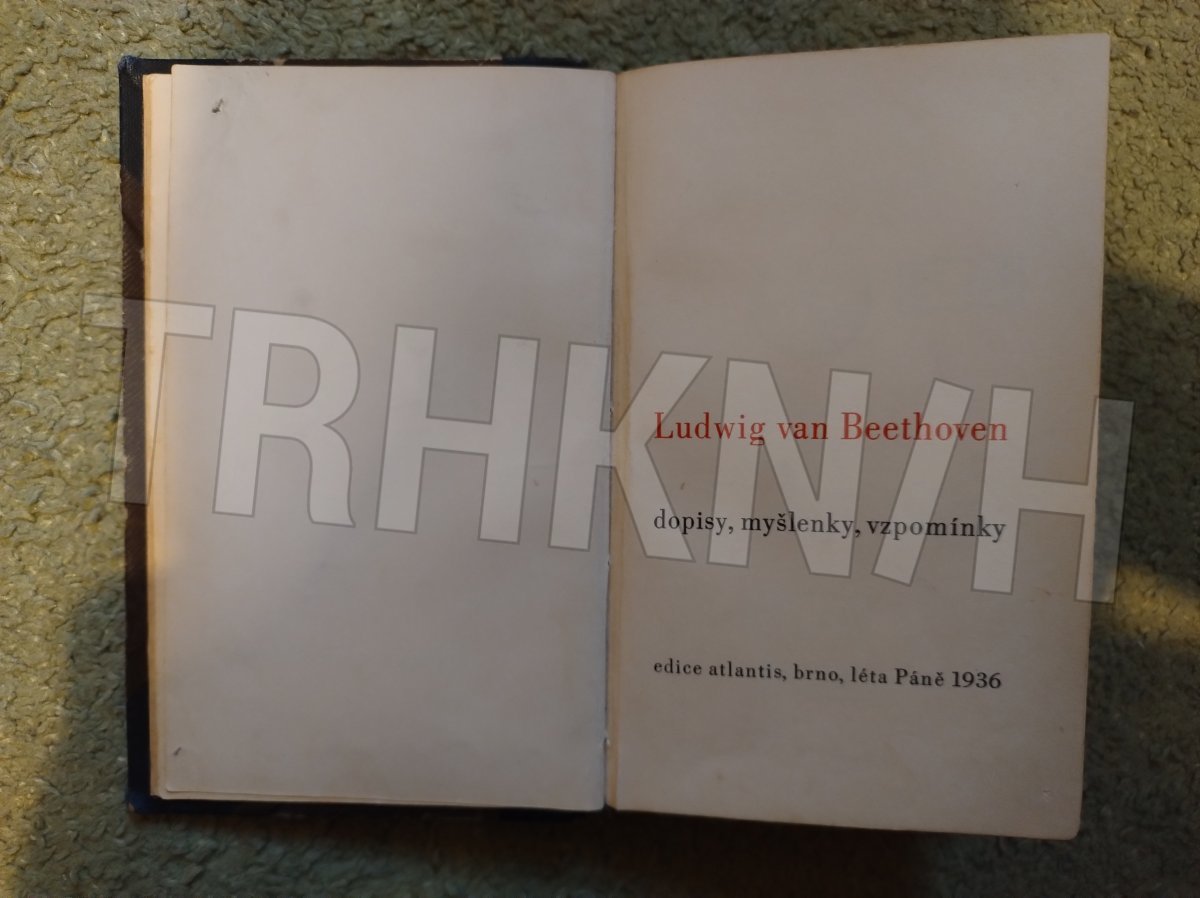 TRHKNIH
Ludwig van Beethoven
dopisy, myšlenky, vzpomínky
edice atlantis, brno, léta Páně 1936